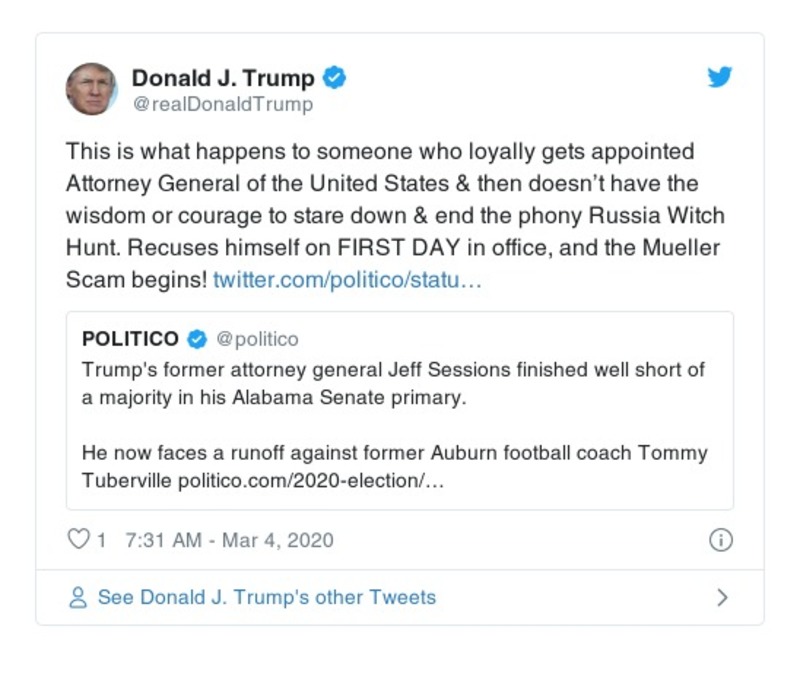 Donald J. Trump
@realDonaldTrump
This is what happens to someone who loyally gets appointed
Attorney General of the United States & then doesn’t have the
wisdom or courage to stare down & end the phony Russia Witch
Hunt. Recuses himself on FIRST DAY in office, and the Mueller
Scam begins! twitter.com/politico/statu…
POLITICO @politico
Trump's former attorney general Jeff Sessions finished well short of
a majority in his Alabama Senate primary.
He now faces a runoff against former Auburn football coach Tommy
Tuberville politico.com/2020-election/…
1 7:31 AM - Mar 4, 2020
See Donald J. Trump's other Tweets